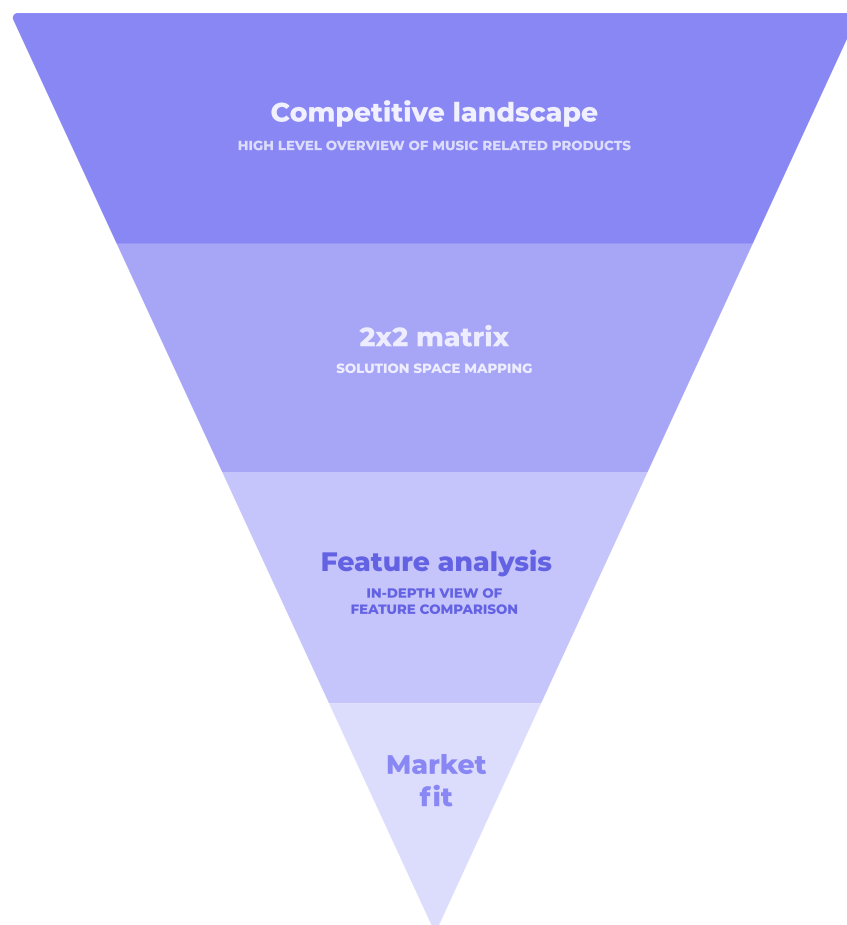 Competitive landscape
HIGH LEVEL OVERVIEW OF MUSIC RELATED PRODUCTS
2x2 matrix
SOLUTION SPACE MAPPING
Feature analysis
IN-DEPTH VIEW OF
FEATURE COMPARISON
Market
fit